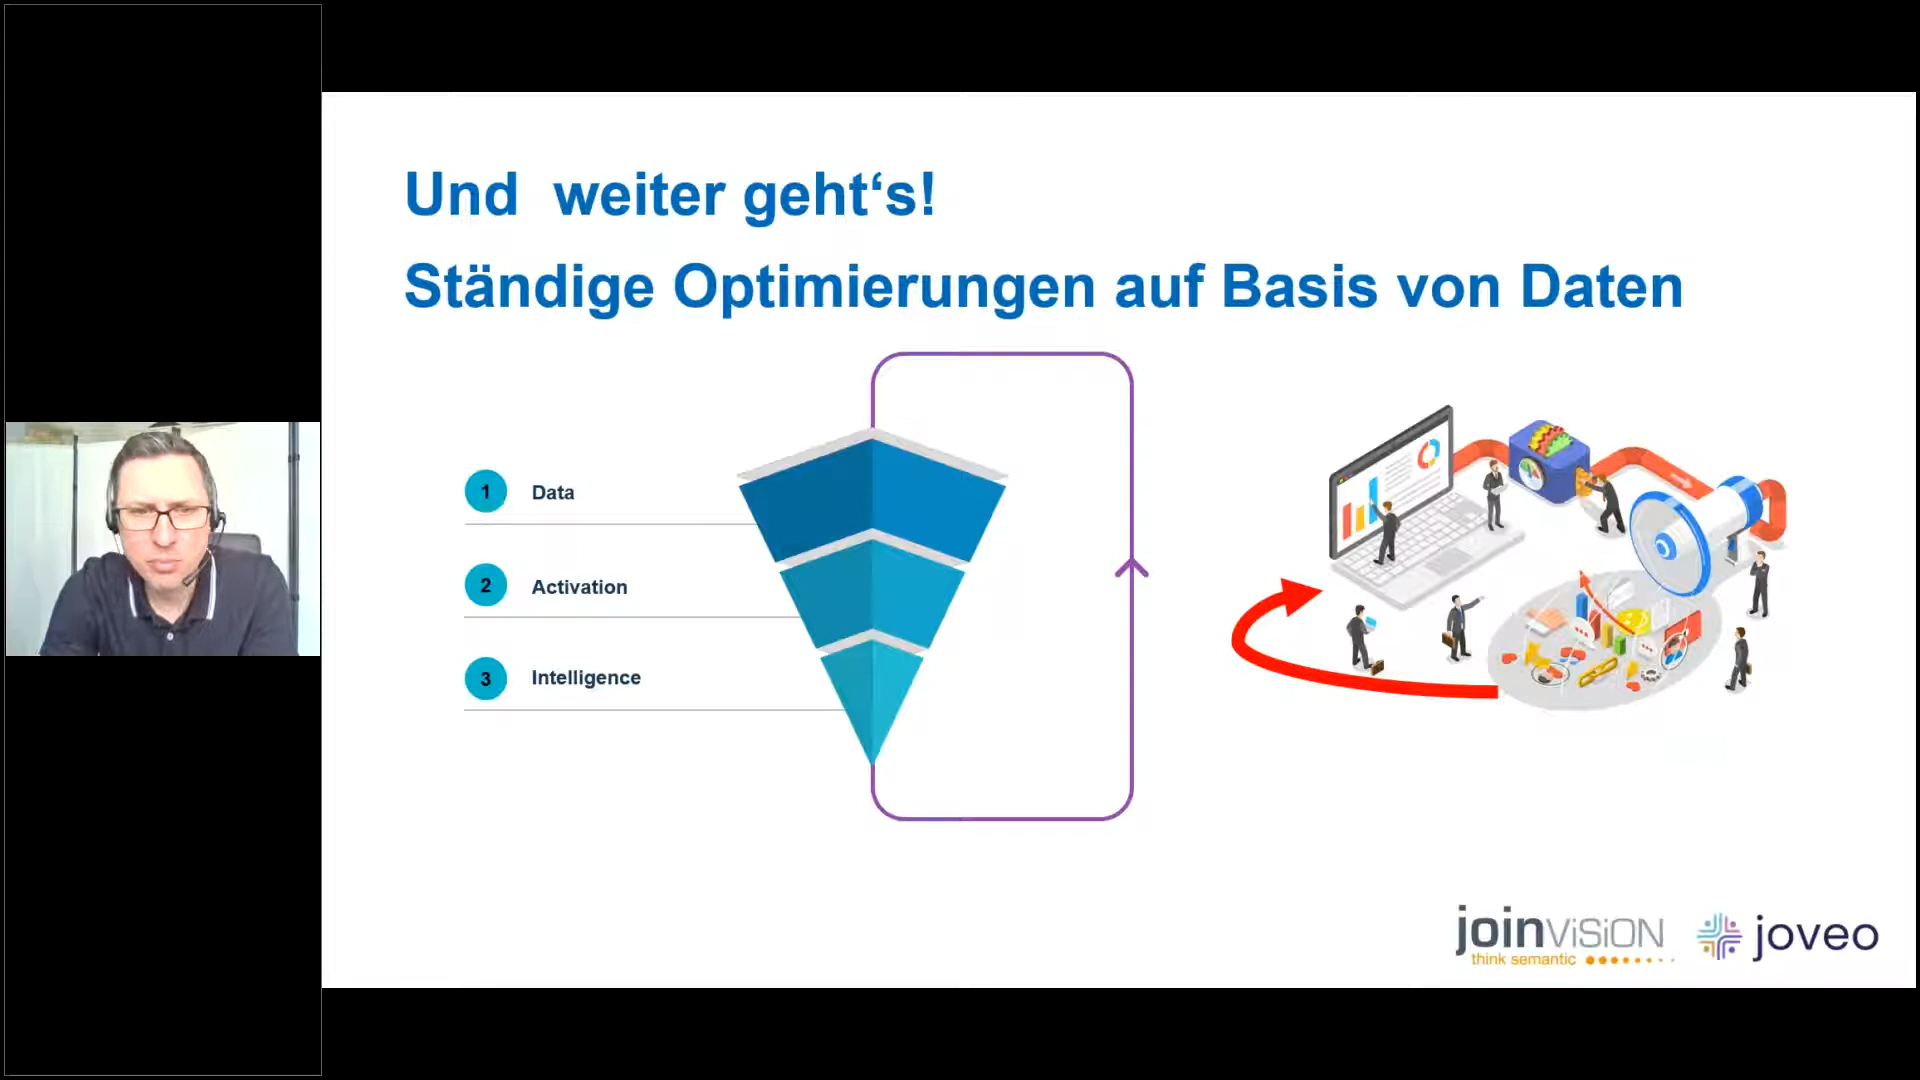 Und  weiter geht‘s!
Ständige Optimierungen auf Basis von Daten
1 Data
2 Activation
3 Intelligence
joinvision
think semantic
joveo